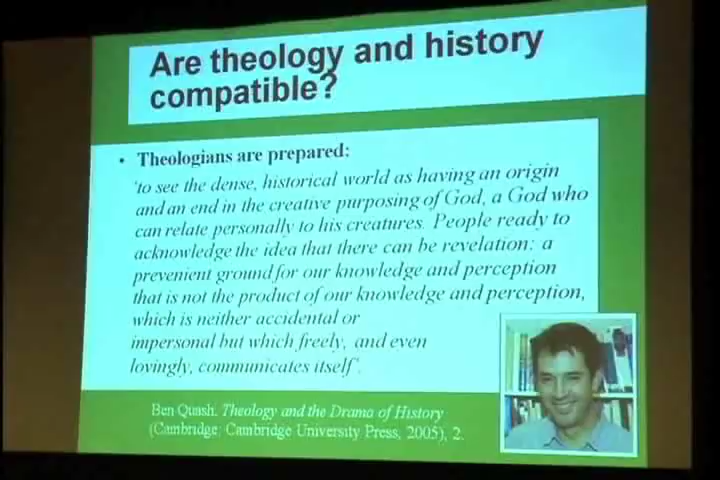 Are theology and history
compatible?
• Theologians are prepared:
'to see the dense, historical world as having an origin
and an end in the creative purposing of God, a God who
can relate personally to his creatures. People ready to
acknowledge the idea that there can be revelation: a
prevenient ground for our knowledge and perception
that is not the product of our knowledge and perception,
which is neither accidental or
impersonal but which freely, and even
lovingly, communicates itself'.
Ben Quash. Theology and the Drama of History
(Cambridge: Cambridge University Press, 2005), 2.